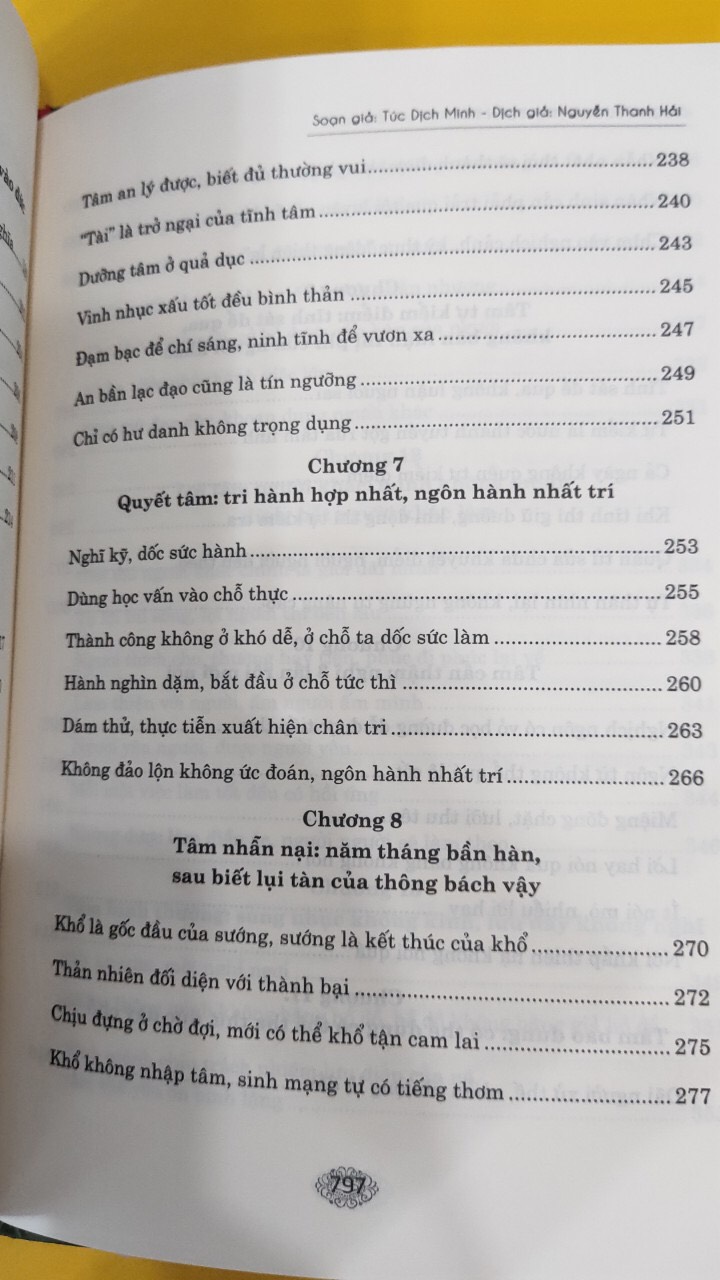 Soạn giả: Túc Dịch Minh - Dịch giả: Nguyễn Thanh Hải
Tâm an lý được, biết đủ thường vui 238
"Tài" là trở ngại của tĩnh tâm 240
Dưỡng tâm ở quả dục 243
Vinh nhục xấu tốt đều bình thản 245
Đạm bạc để chí sáng, ninh tĩnh để vươn xa 247
An bần lạc đạo cũng là tín ngưỡng 249
Chỉ có hư danh không trọng dụng 251
Chương 7
Quyết tâm: tri hành hợp nhất, ngôn hành nhất trí
Nghĩ kỹ, dốc sức hành 253
Dùng học vấn vào chỗ thực 255
Thành công không ở khó dễ, ở chỗ ta dốc sức làm 258
Hành nghìn dặm, bắt đầu ở chỗ tức thì 260
Dám thử, thực tiễn xuất hiện chân tri 263
Không đảo lộn không ức đoán, ngôn hành nhất trí 266
Chương 8
Tâm nhẫn nại: năm tháng bần hàn,
sau biết lụi tàn của thông bách vậy
Khổ là gốc đầu của sướng, sướng là kết thúc của khổ 270
Thản nhiên đối diện với thành bại 272
Chịu đựng ở chờ đợi, mới có thể khổ tận cam lai 275
Khổ không nhập tâm, sinh mạng tự có tiếng thơm 277
797